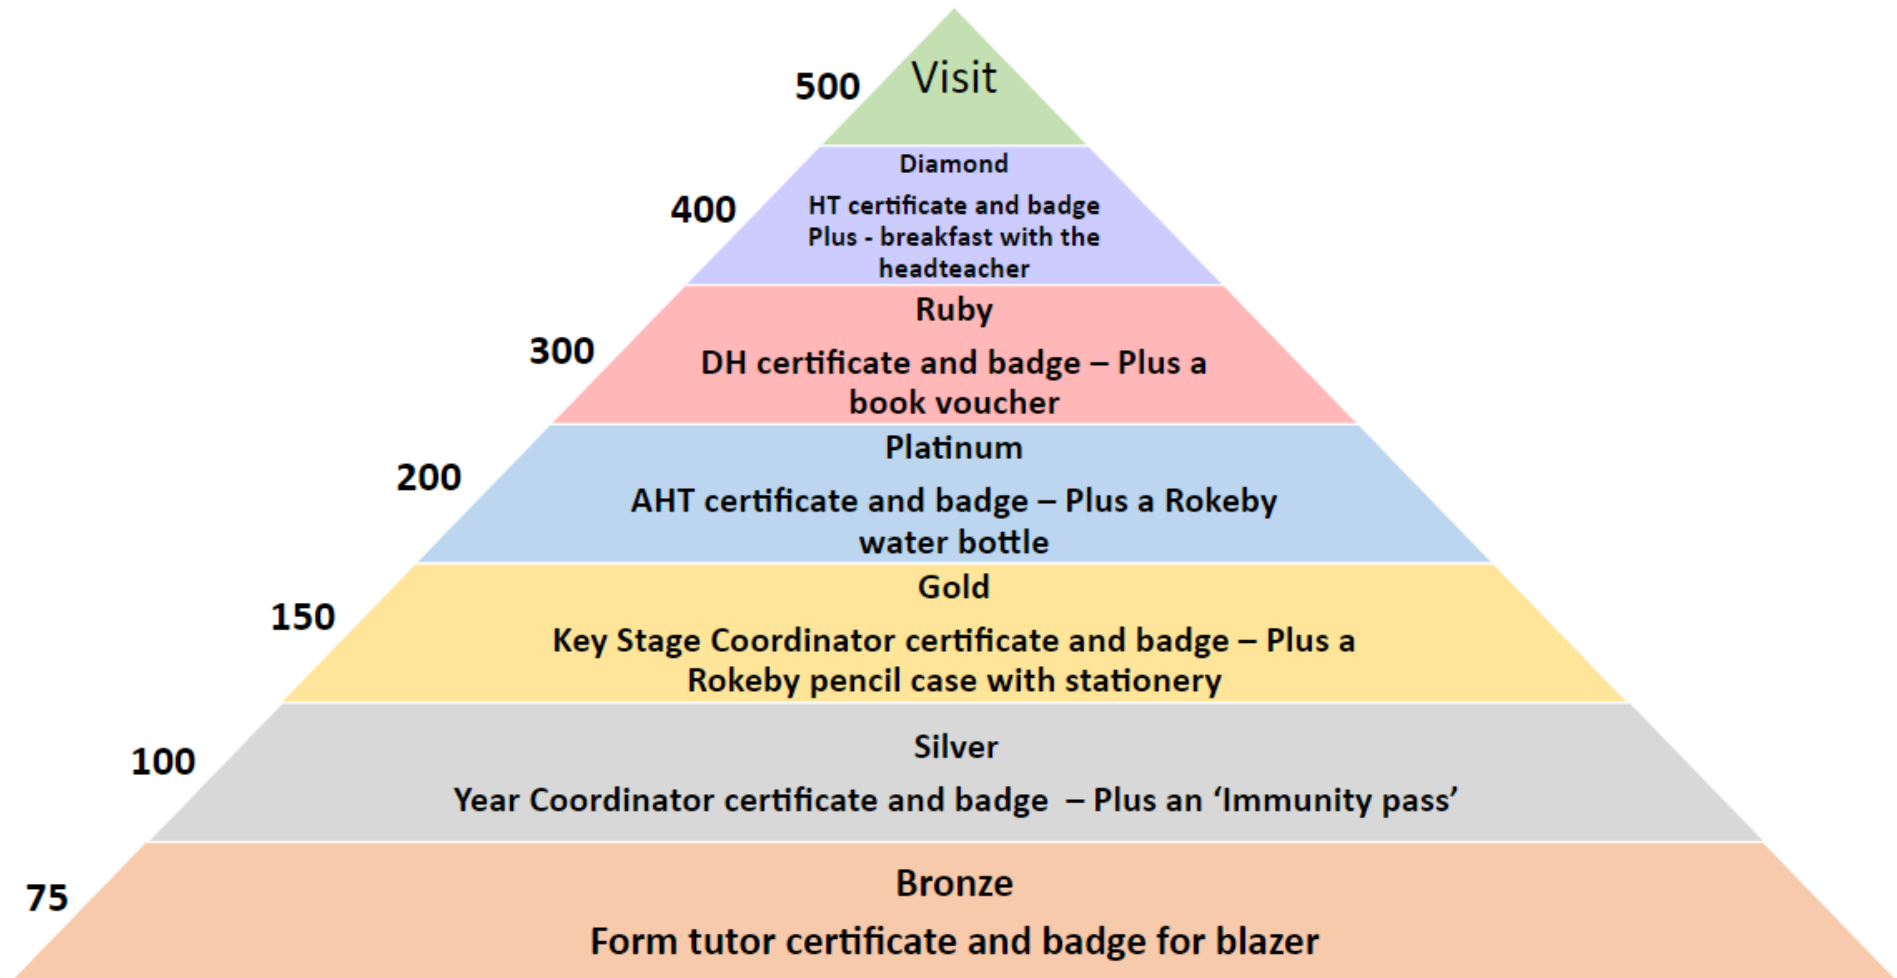 500
Visit
Diamond
400
HT certificate and badge
Plus - breakfast with the
headteacher
Ruby
300
DH certificate and badge – Plus a
book voucher
Platinum
200
AHT certificate and badge – Plus a Rokeby
water bottle
Gold
150
Key Stage Coordinator certificate and badge – Plus a
Rokeby pencil case with stationery
Silver
100
Year Coordinator certificate and badge – Plus an ‘Immunity pass’
Bronze
75
Form tutor certificate and badge for blazer